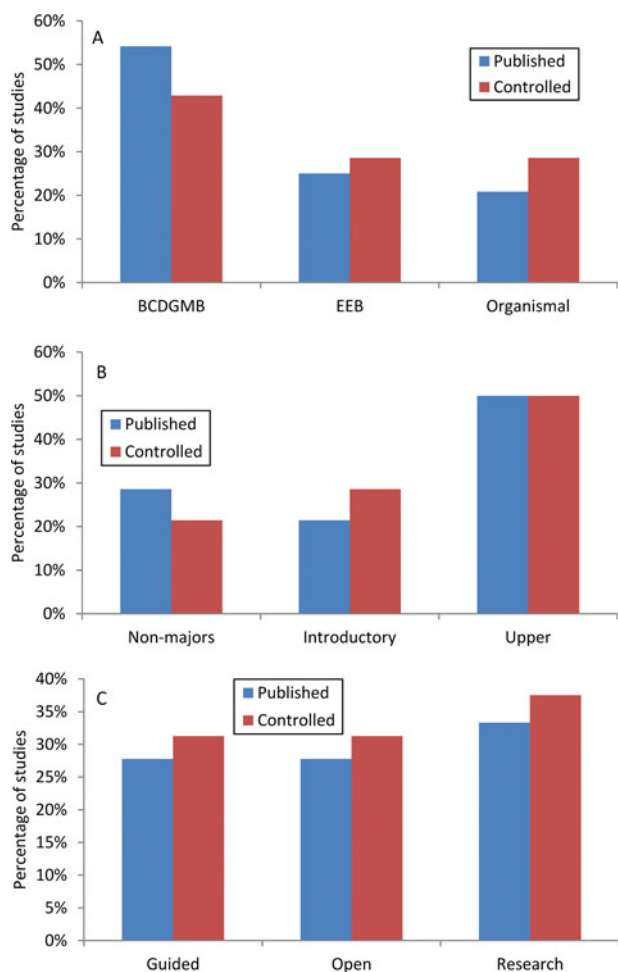 A
Published
Controlled
Percentage of studies
60%
50%
40%
30%
20%
10%
0%
BCDGMB EEB Organismal
B
Published
Controlled
Percentage of studies
60%
50%
40%
30%
20%
10%
0%
Non-majors Introductory Upper
C
Published
Controlled
Percentage of studies
40%
35%
30%
25%
20%
15%
10%
5%
0%
Guided Open Research